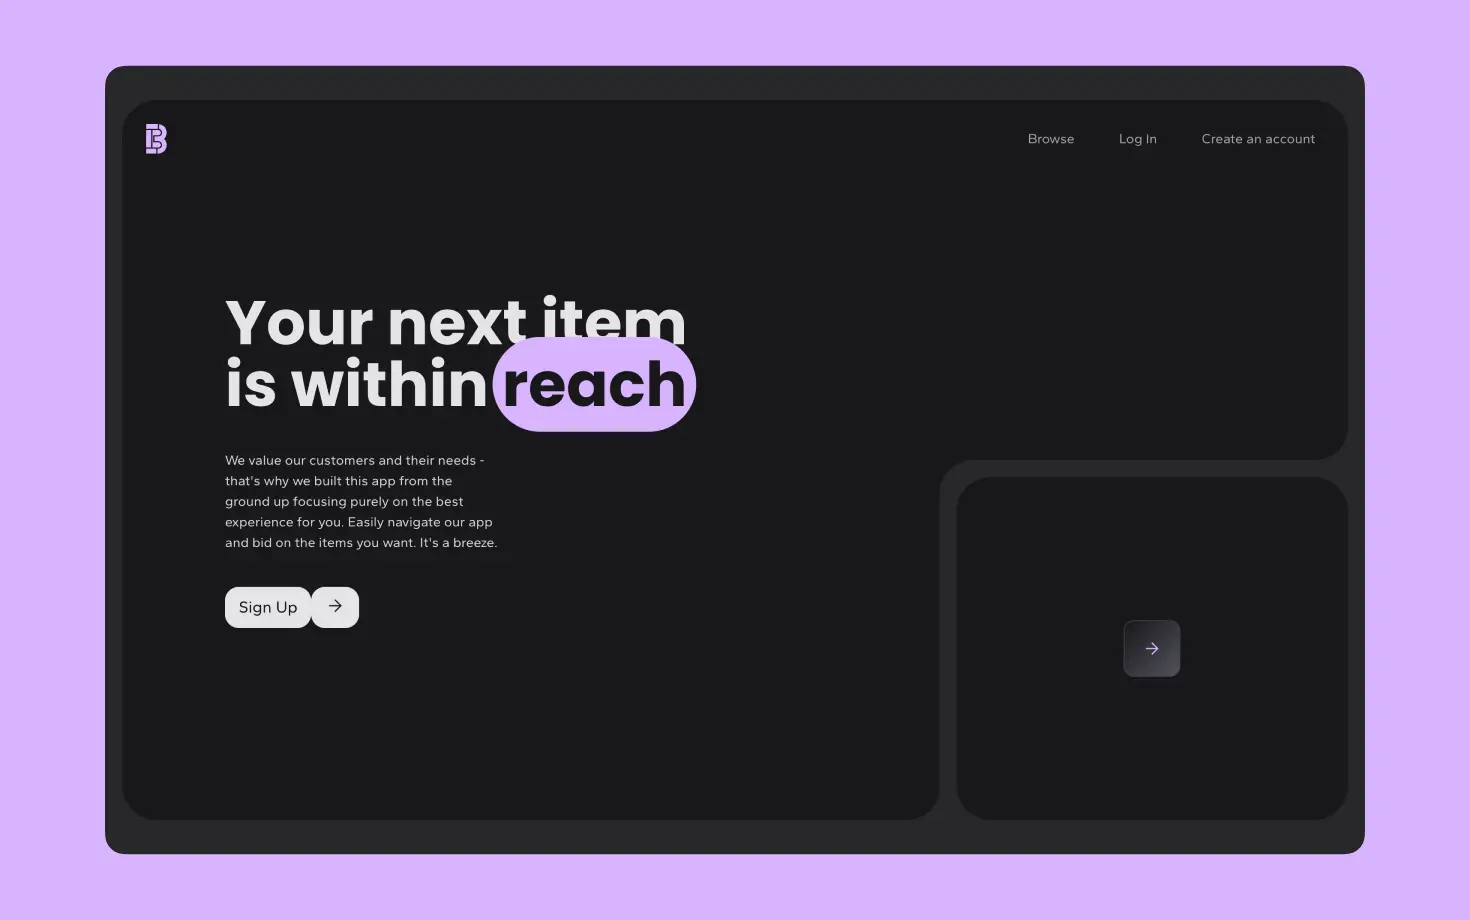 B
Browse
Log In
Create an account
Your next item
is within reach
We value our customers and their needs -
that's why we built this app from the
ground up focusing purely on the best
experience for you. Easily navigate our app
and bid on the items you want. It's a breeze.
Sign Up